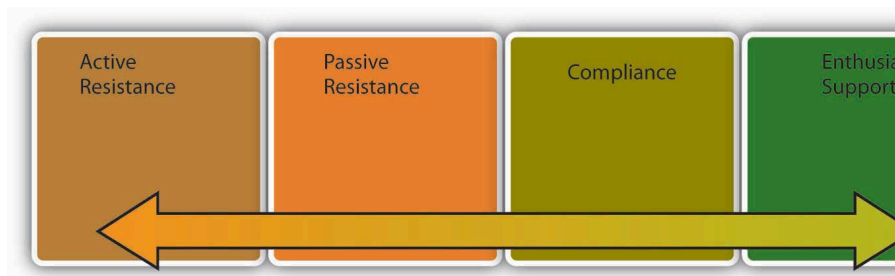 Active
Resistance
Passive
Resistance
Compliance
Enthusia
Support